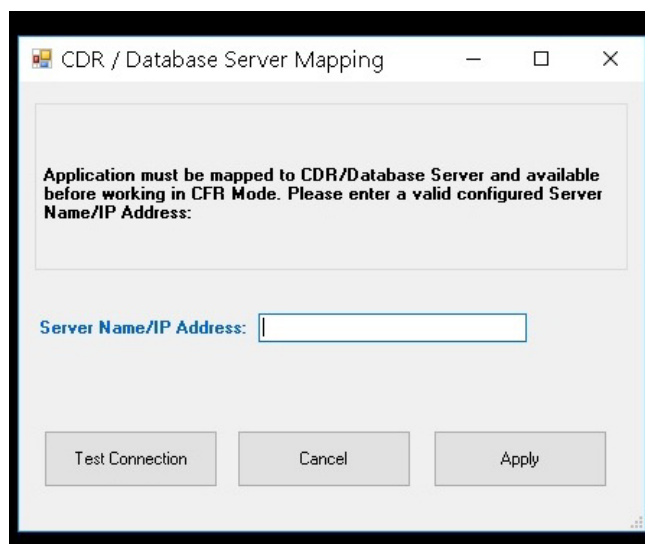 CDR / Database Server Mapping
Application must be mapped to CDR/Database Server and available
before working in CFR Mode. Please enter a valid configured Server
Name/IP Address:
Server Name/IP Address:
Test Connection Cancel Apply